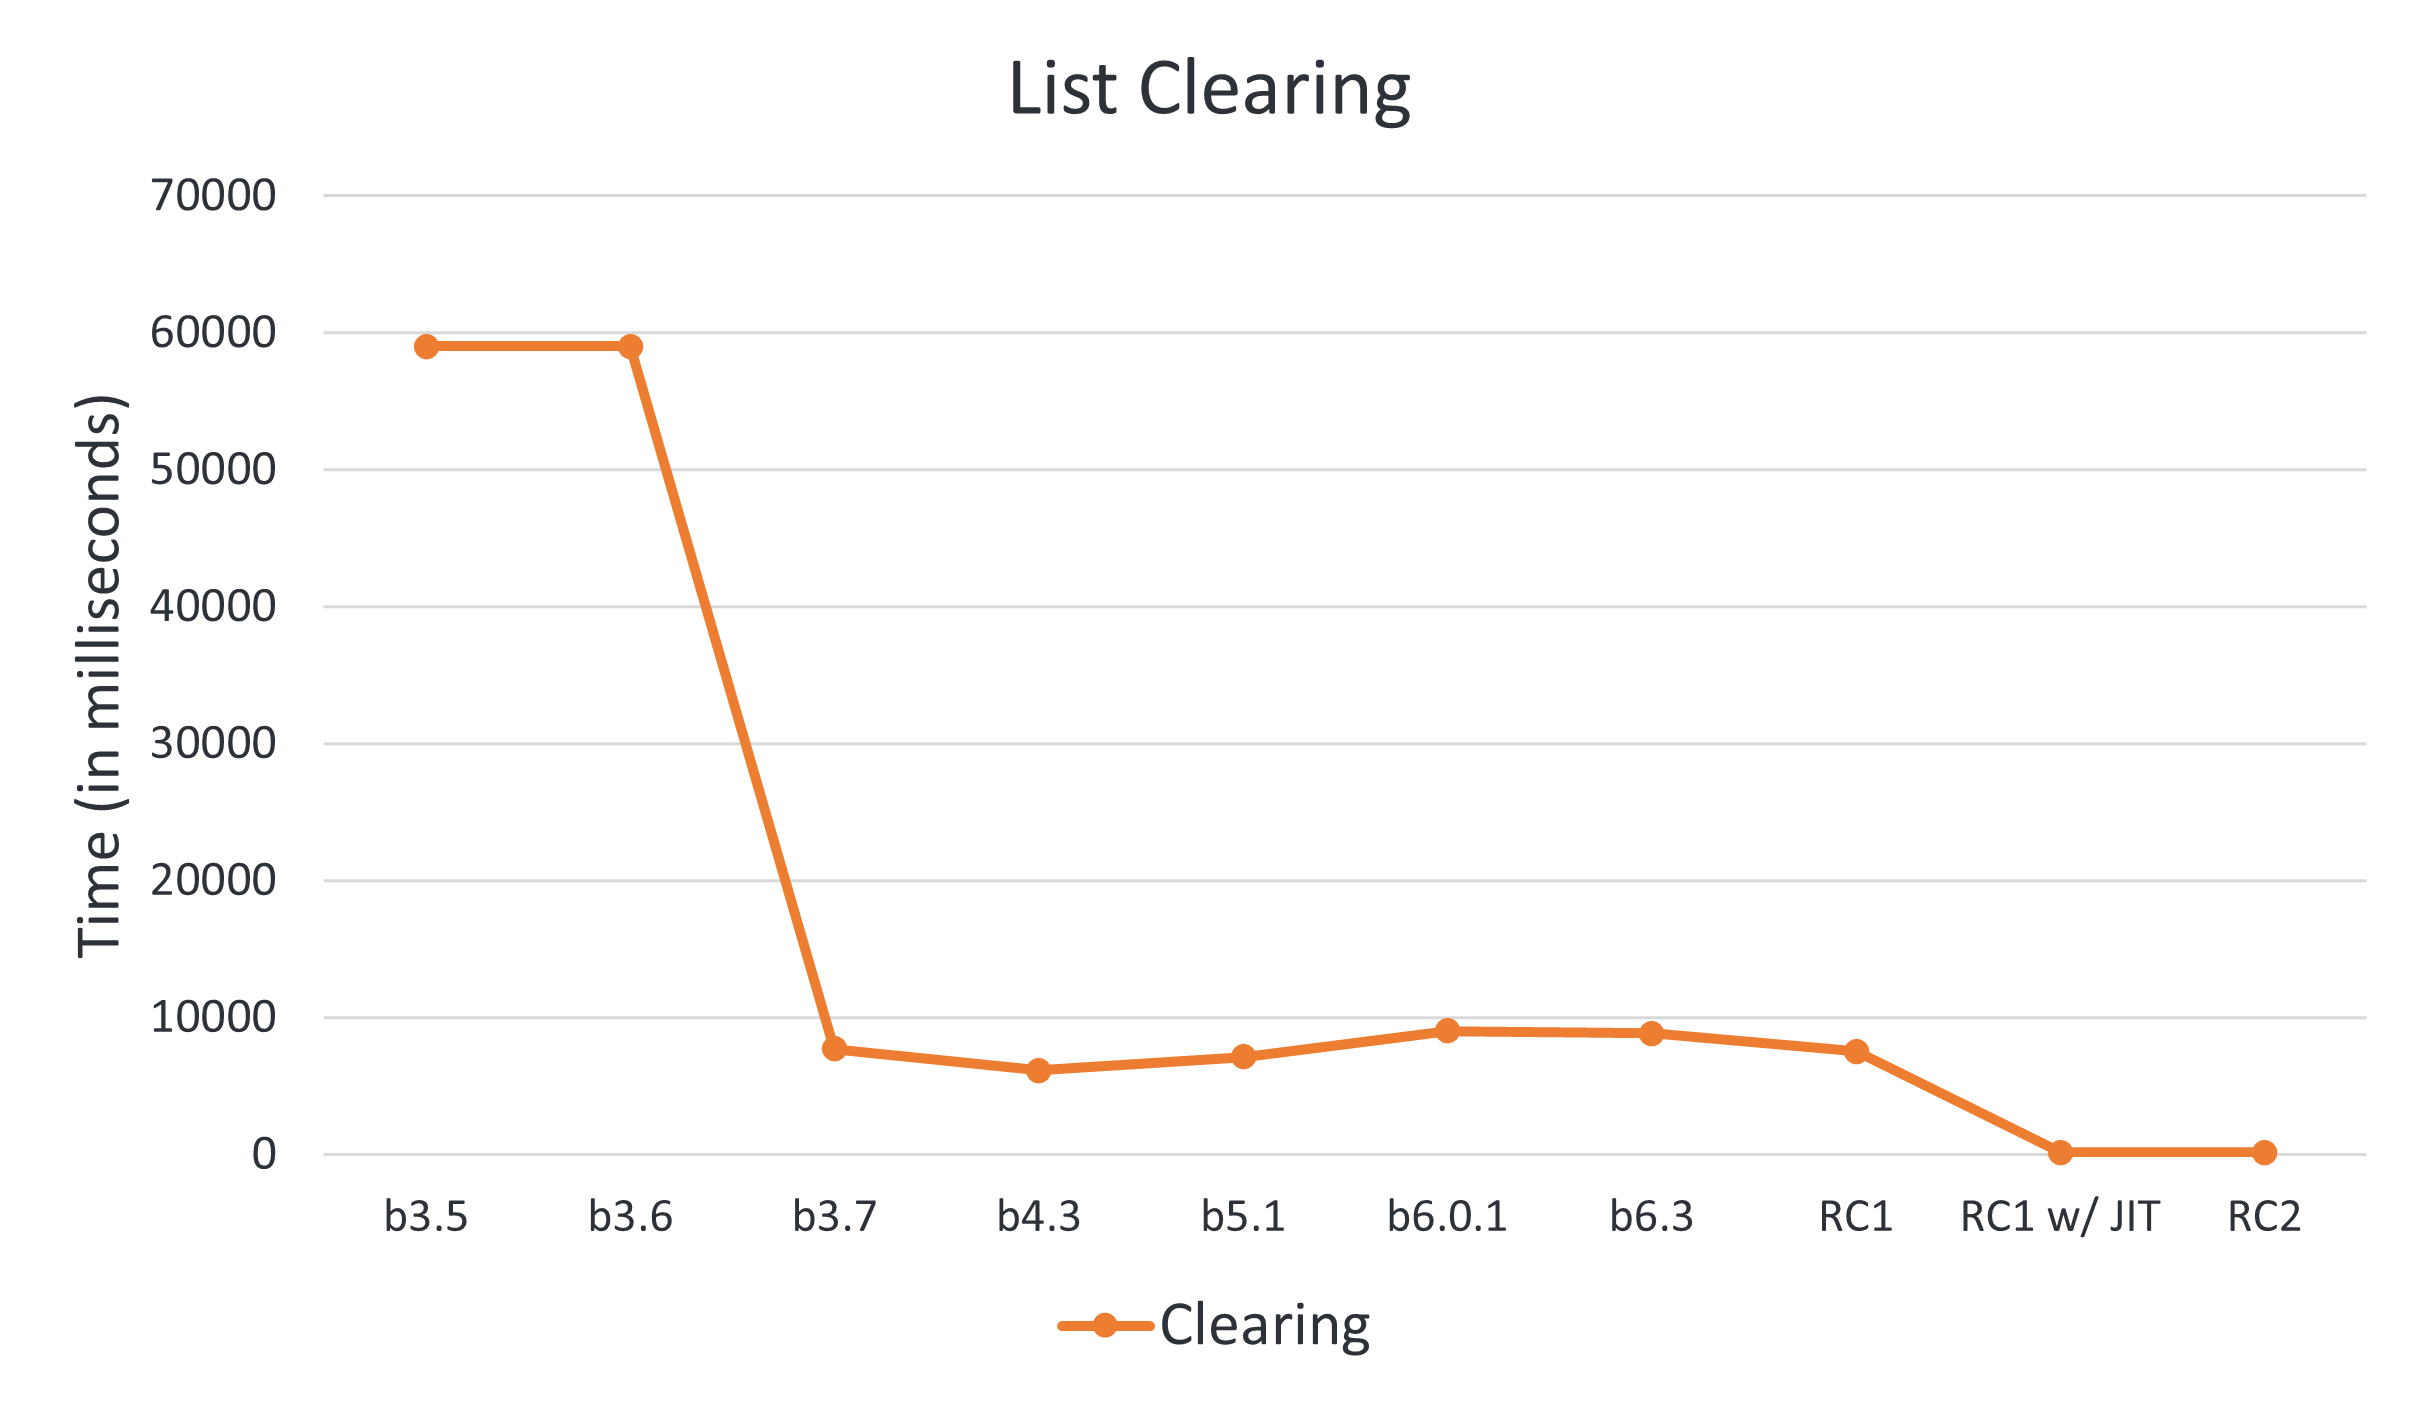 List Clearing
Time (in milliseconds)
70000
60000
50000
40000
30000
20000
10000
0
b3.5 b3.6 b3.7 b4.3 b5.1 b6.0.1 b6.3 RC1 RC1 w/ JIT RC2
Clearing